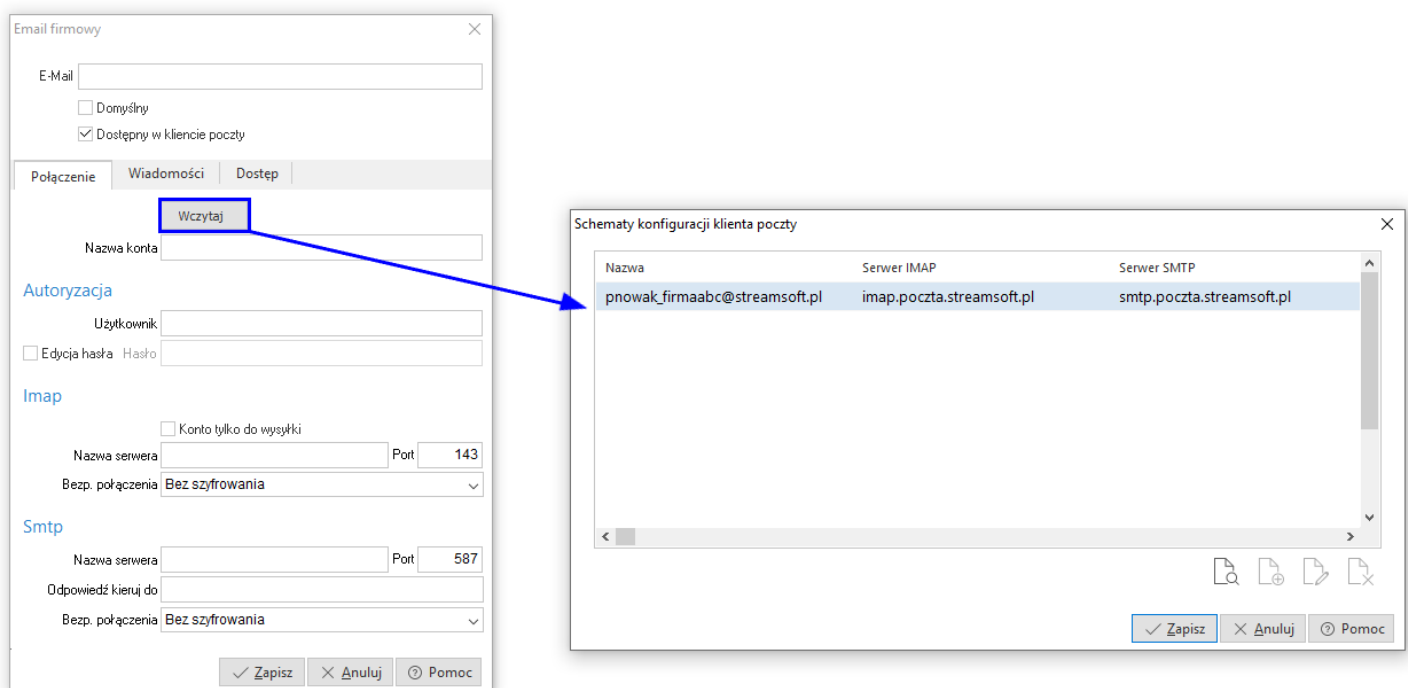 Email firmowy
E-Mail
Domyślny
Dostępny w kliencie poczty
Połączenie Wiadomości Dostęp
Wczytaj
Nazwa konta
Autoryzacja
Użytkownik
Edycja hasła Hasło
Imap
Konto tylko do wysyłki
Nazwa serwera Port 143
Bezp. połączenia Bez szyfrowania
Smtp
Nazwa serwera Port 587
Odpowiedź kieruj do
Bezp. połączenia Bez szyfrowania
Zapisz Anuluj Pomoc
Schematy konfiguracji klienta poczty
Nazwa Serwer IMAP Serwer SMTP
pnowak_firmaabc@streamsoft.pl imap.poczta.streamsoft.pl smtp.poczta.streamsoft.pl
Zapisz Anuluj Pomoc